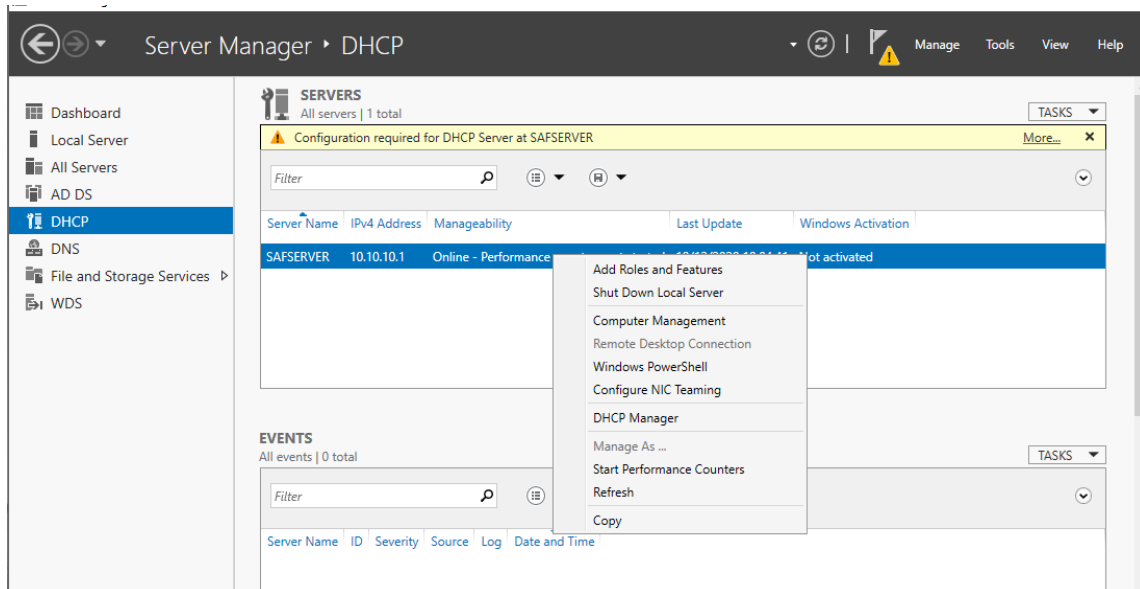 Server Manager ‣ DHCP
Manage Tools View Help
Dashboard
Local Server
All Servers
AD DS
DHCP
DNS
File and Storage Services
WDS
SERVERS
All servers | 1 total
TASKS
Configuration required for DHCP Server at SAFSERVER More...
Filter
Server Name IPv4 Address Manageability Last Update Windows Activation
SAFSERVER 10.10.10.1 Online - Performance activated
Add Roles and Features
Shut Down Local Server
Computer Management
Remote Desktop Connection
Windows PowerShell
Configure NIC Teaming
DHCP Manager
Manage As ...
Start Performance Counters
Refresh
Copy
EVENTS
All events | 0 total
TASKS
Filter
Server Name ID Severity Source Log Date and Time